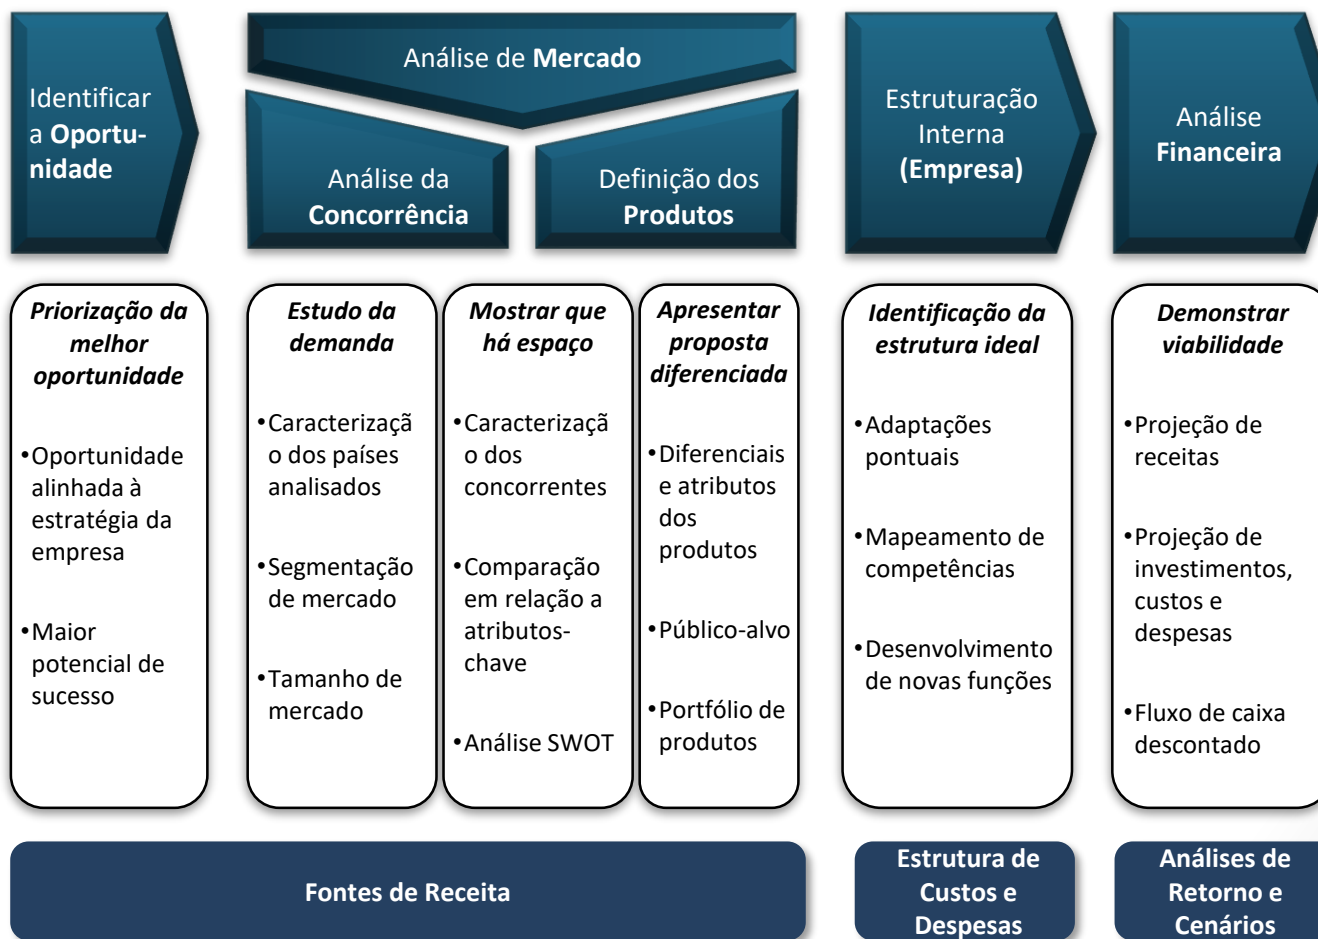 Identificar
a Oportu-
nidade
Análise de Mercado
Análise da
Concorrência
Definição dos
Produtos
Estruturação
Interna
(Empresa)
Análise
Financeira
Priorização da
melhor
oportunidade
•Oportunidade
alinhada à
estratégia da
empresa
•Maior
potencial de
sucesso
Estudo da
demanda
•Caracterizaçã
o dos países
analisados
•Segmentação
de mercado
•Tamanho de
mercado
Mostrar que
há espaço
•Caracterizaçã
o dos
concorrentes
•Comparação
em relação a
atributos-
chave
•Análise SWOT
Apresentar
proposta
diferenciada
•Diferenciais
e atributos
dos
produtos
•Público-alvo
•Portfólio de
produtos
Identificação da
estrutura ideal
•Adaptações
pontuais
•Mapeamento de
competências
•Desenvolvimento
de novas funções
Demonstrar
viabilidade
•Projeção de
receitas
•Projeção de
investimentos,
custos e
despesas
•Fluxo de caixa
descontado
Fontes de Receita
Estrutura de
Custos e
Despesas
Análises de
Retorno e
Cenários